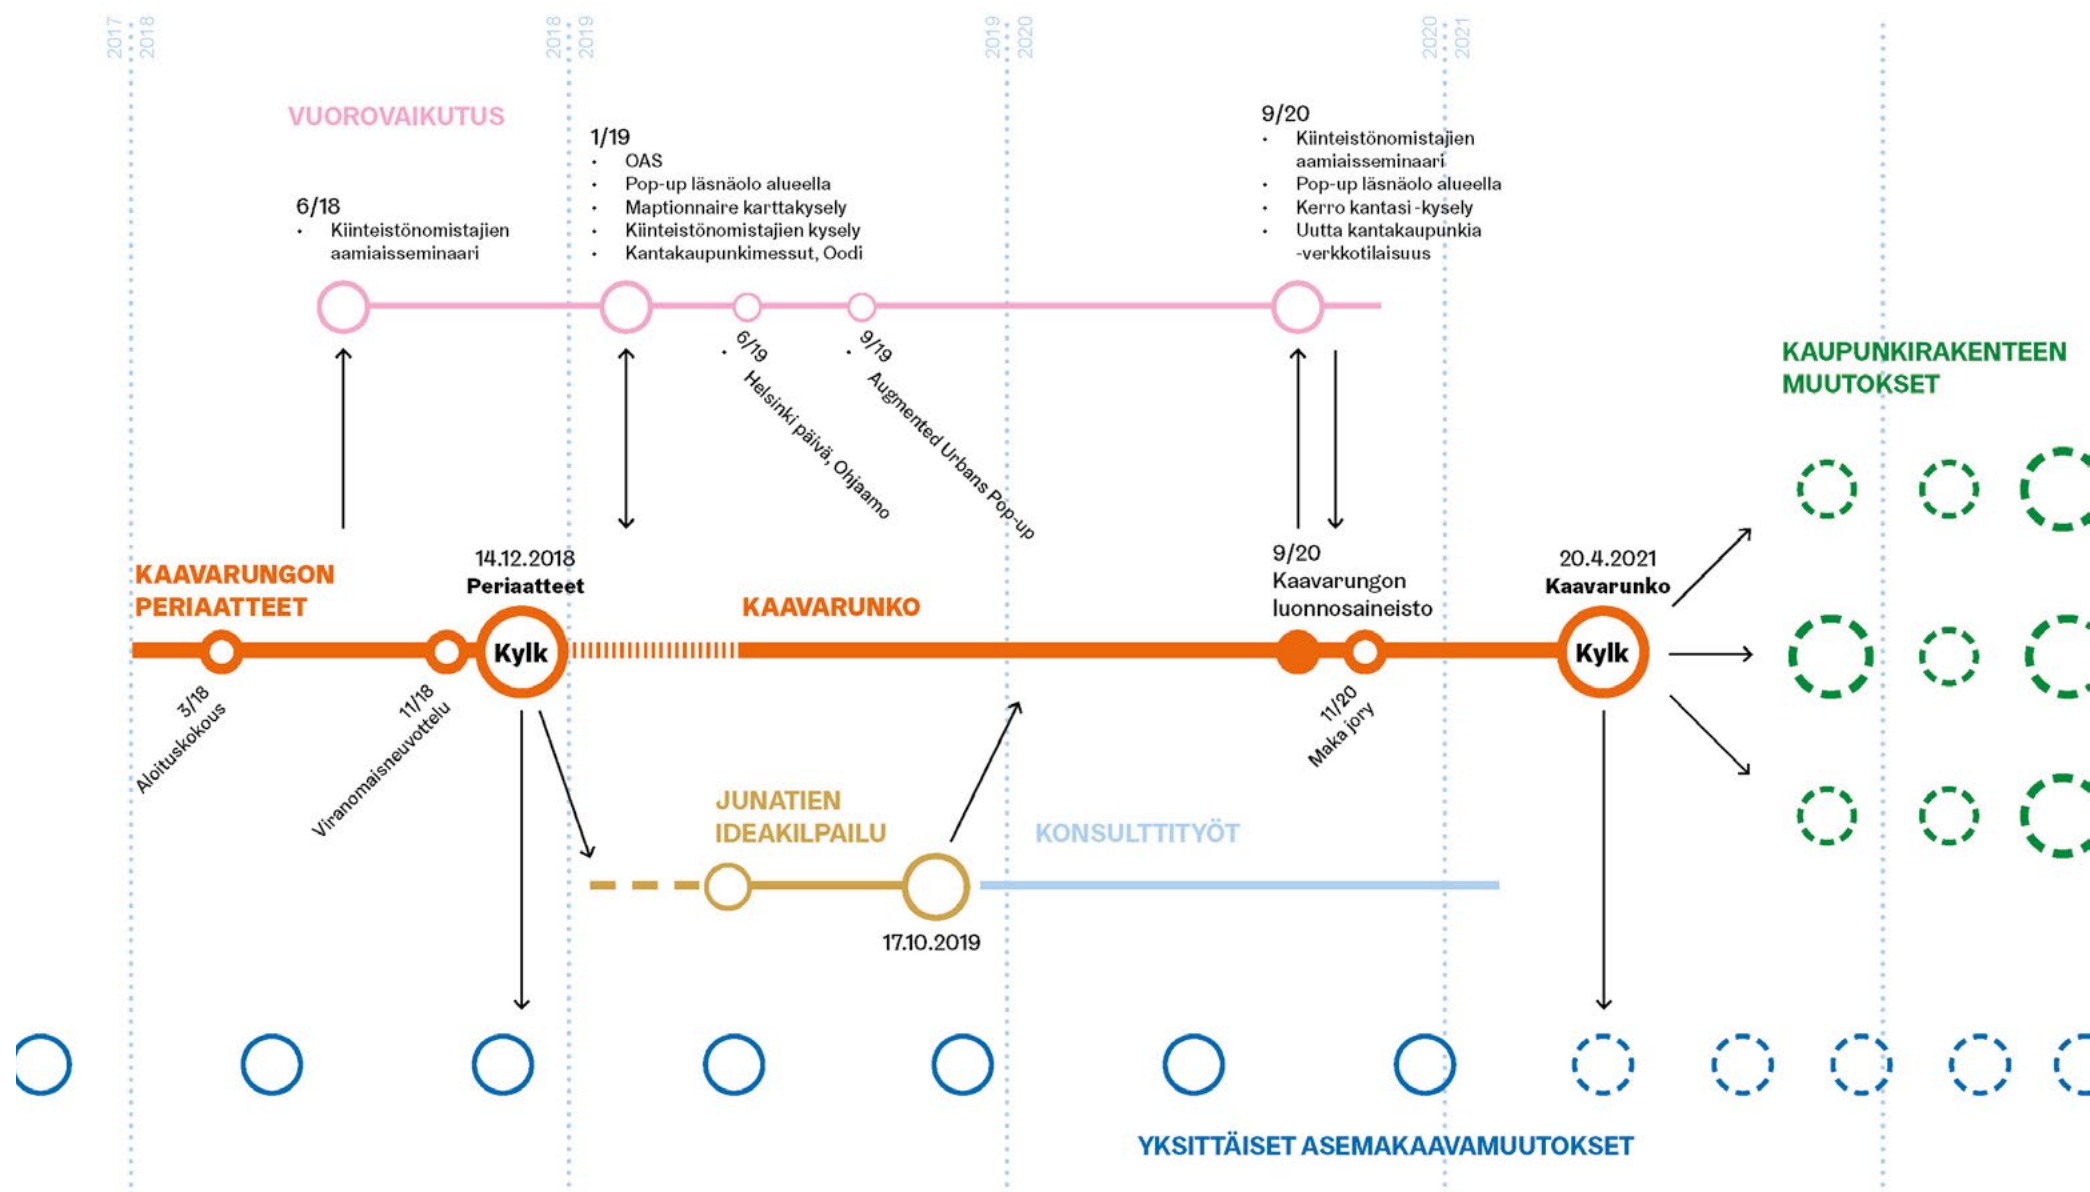 2017
2018
2018
2019
2019
2020
2020
2021
VUOROVAIKUTUS
6/18
• Kiinteistönomistajien
aamiaisseminaari
1/19
• OAS
• Pop-up läsnäolo alueella
• Maptionnaire karttakysely
• Kiinteistönomistajien kysely
• Kantakaupunkimessut, Oodi
9/20
• Kiinteistönomistajien
aamiaisseminaari
• Pop-up läsnäolo alueella
• Kerro kantasi -kysely
• Uutta kantakaupunkia
-verkkotilaisuus
6/19
• Helsinki päivä, Ohjaamo
9/19
• Augmented Urbans Pop-up
KAUPUNKIRAKENTEEN
MUUTOKSET
KAAVARUNGON
PERIAATTEET
14.12.2018
Periaatteet
Kylk
KAAVARUNKO
9/20
Kaavarungon
luonnosaineisto
20.4.2021
Kaavarunko
Kylk
3/18
Aloituskokous
11/18
Viranomaisneuvottelu
11/20
Maka jory
JUNATIEN
IDEAKILPAILU
17.10.2019
KONSULTTITYÖT
YKSITTÄISET ASEMAKAAVAMUUTOKSET